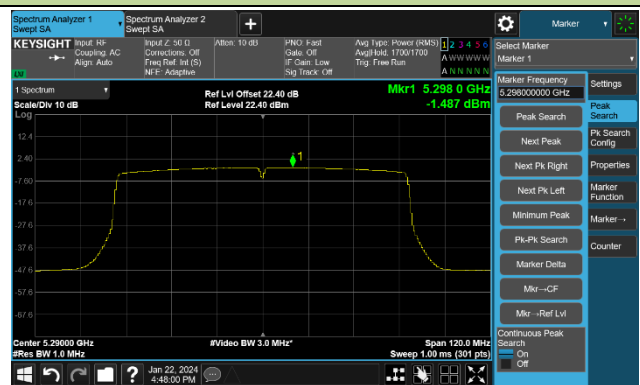 Spectrum Analyzer 1
Swept SA
Spectrum Analyzer 2
Swept SA
Marker
KEYSIGHT
Input: RF
Coupling: AC
Align: Auto
Input Z: 50 Ω
Corrections: Off
Freq Ref: Int (S)
NFE: Adaptive
Atten: 10 dB
PNO: Fast
Gate: Off
IF Gain: Low
Sig Track: Off
Avg Type: Power (RMS)
Avg|Hold: 1700/1700
Trig: Free Run
1 2 3 4 5 6
A W W W W W
A N N N N N
LXI
Select Marker
Marker 1
1 Spectrum
Scale/Div 10 dB
Log
Ref Lvl Offset 22.40 dB
Ref Level 22.40 dBm
Mkr1 5.298 0 GHz
-1.487 dBm
12.4
2.40
-7.60
-17.6
-27.6
-37.6
-47.6
-57.6
-67.6
1
Center 5.29000 GHz
#Res BW 1.0 MHz
#Video BW 3.0 MHz*
Span 120.0 MHz
Sweep 1.00 ms (301 pts)
Marker Frequency
5.298000000 GHz
Peak Search
Next Peak
Next Pk Right
Next Pk Left
Minimum Peak
Pk-Pk Search
Marker Delta
Mkr→CF
Mkr→Ref Lvl
Continuous Peak
Search
On
Off
Settings
Peak
Search
Pk Search
Config
Properties
Marker
Function
Marker→
Counter
Jan 22, 2024
4:48:00 PM